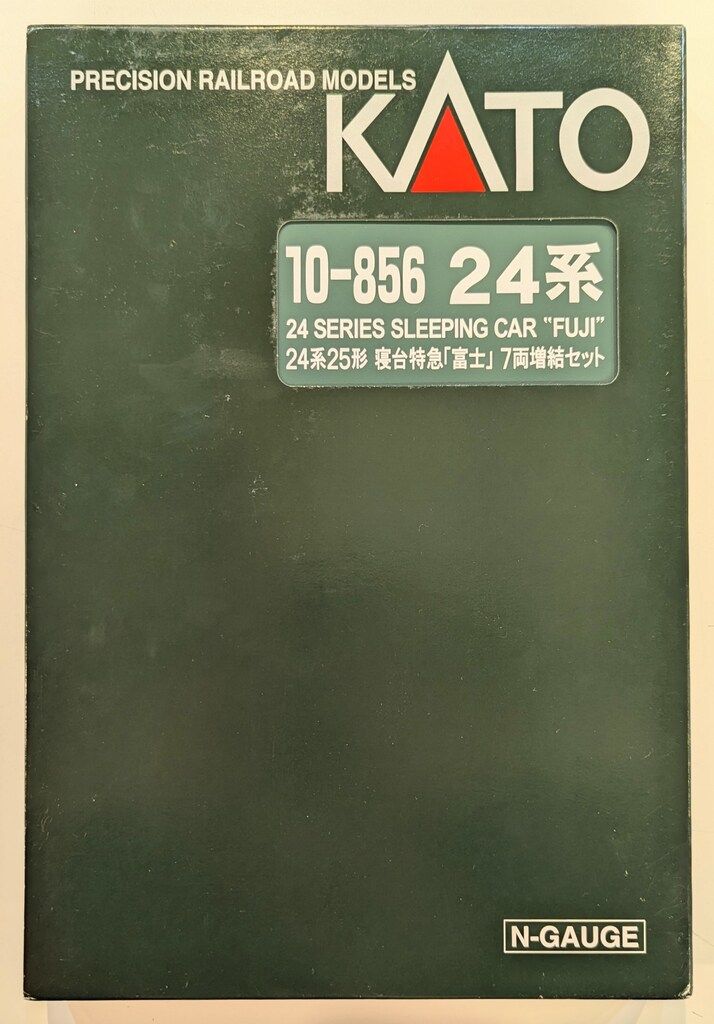 PRECISION RAILROAD MODELS
KATO
10-856 24系
24 SERIES SLEEPING CAR "FUJI"
24系25形 寝台特急「富士」 7両増結セット
N-GAUGE